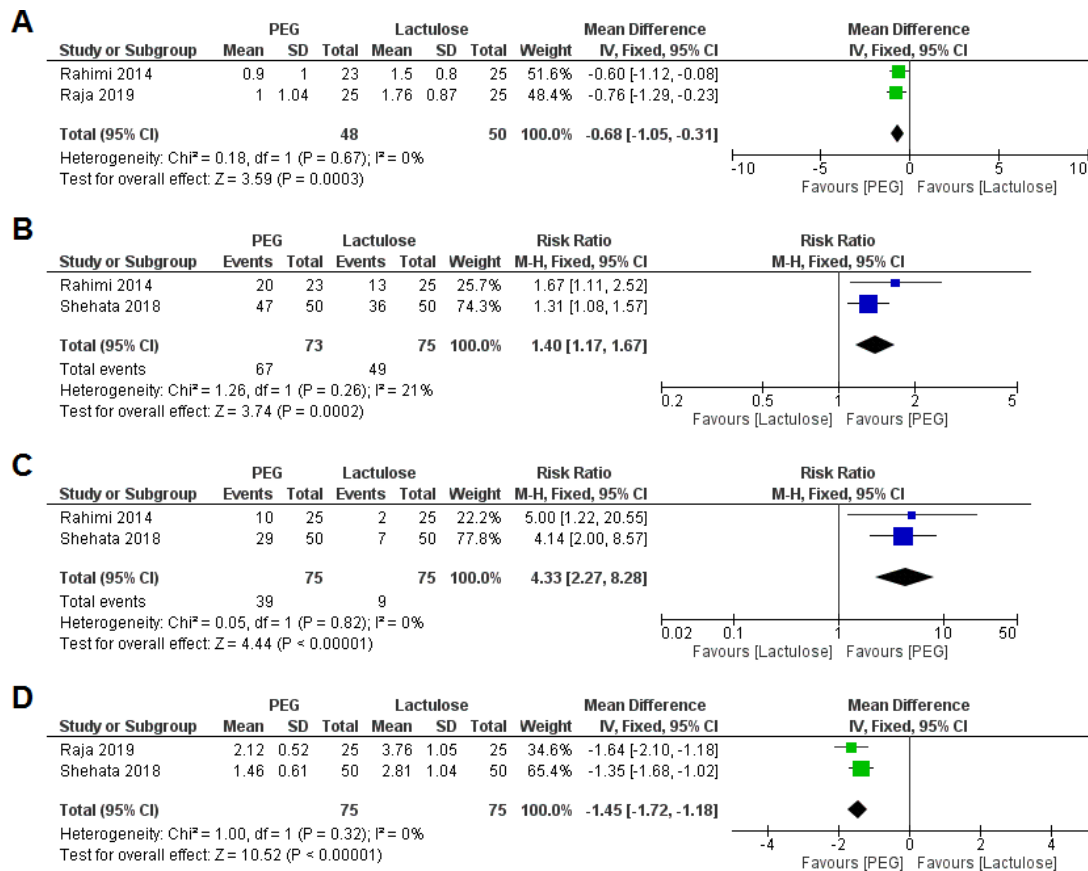 A
PEG Lactulose Mean Difference Mean Difference
Study or Subgroup Mean SD Total Mean SD Total Weight IV, Fixed, 95% CI IV, Fixed, 95% CI
Rahimi 2014 0.9 1 23 1.5 0.8 25 51.6% -0.60 [-1.12, -0.08]
Raja 2019 1 1.04 25 1.76 0.87 25 48.4% -0.76 [-1.29, -0.23]
Total (95% CI) 48 50 100.0% -0.68 [-1.05, -0.31]
Heterogeneity: Chi² = 0.18, df = 1 (P = 0.67); I² = 0%
Test for overall effect: Z = 3.59 (P = 0.0003)
-10 -5 0 5 10
Favours [PEG] Favours [Lactulose]
B
PEG Lactulose Risk Ratio Risk Ratio
Study or Subgroup Events Total Events Total Weight M-H, Fixed, 95% CI M-H, Fixed, 95% CI
Rahimi 2014 20 23 13 25 25.7% 1.67 [1.11, 2.52]
Shehata 2018 47 50 36 50 74.3% 1.31 [1.08, 1.57]
Total (95% CI) 73 75 100.0% 1.40 [1.17, 1.67]
Total events 67 49
Heterogeneity: Chi² = 1.26, df = 1 (P = 0.26); I² = 21%
Test for overall effect: Z = 3.74 (P = 0.0002)
0.2 0.5 1 2 5
Favours [Lactulose] Favours [PEG]
C
PEG Lactulose Risk Ratio Risk Ratio
Study or Subgroup Events Total Events Total Weight M-H, Fixed, 95% CI M-H, Fixed, 95% CI
Rahimi 2014 10 25 2 25 22.2% 5.00 [1.22, 20.55]
Shehata 2018 29 50 7 50 77.8% 4.14 [2.00, 8.57]
Total (95% CI) 75 75 100.0% 4.33 [2.27, 8.28]
Total events 39 9
Heterogeneity: Chi² = 0.05, df = 1 (P = 0.82); I² = 0%
Test for overall effect: Z = 4.44 (P < 0.00001)
0.02 0.1 1 10 50
Favours [Lactulose] Favours [PEG]
D
PEG Lactulose Mean Difference Mean Difference
Study or Subgroup Mean SD Total Mean SD Total Weight IV, Fixed, 95% CI IV, Fixed, 95% CI
Raja 2019 2.12 0.52 25 3.76 1.05 25 34.6% -1.64 [-2.10, -1.18]
Shehata 2018 1.46 0.61 50 2.81 1.04 50 65.4% -1.35 [-1.68, -1.02]
Total (95% CI) 75 75 100.0% -1.45 [-1.72, -1.18]
Heterogeneity: Chi² = 1.00, df = 1 (P = 0.32); I² = 0%
Test for overall effect: Z = 10.52 (P < 0.00001)
-4 -2 0 2 4
Favours [PEG] Favours [Lactulose]